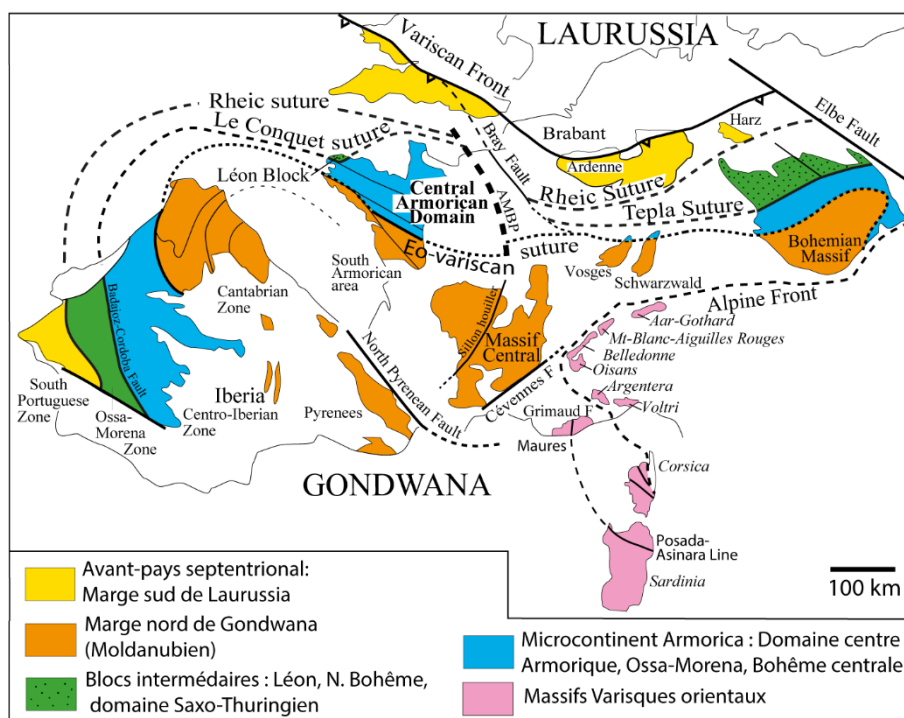 LAURUSSIA
Variscan Front
Rheic suture
Le Conquet suture
Elbe Fault
Harz
Brabant
Bray Fault
Ardenne
Léon Block
Central
Armorican
Domain
AMBP
Rheic Suture
Tepla Suture
Eo-variscan suture
Bohemian
Massif
South
Armorican
area
Vosges
Schwarzwald
Cantabrian
Zone
Badajoz-Cordoba Fault
Alpine Front
Sillon houiller
Massif
Central
Aar-Gothard
Mt-Blanc-Aiguilles Rouges
Belledonne
Oisans
North Pyrenean Fault
Cévennes F
Argentera
Iberia
South
Portuguese
Zone
Ossa-
Morena
Zone
Centro-Iberian
Zone
Pyrenees
Grimaud F
Voltri
Maures
GONDWANA
Corsica
Posada-
Asinara Line
Sardinia
100 km
Avant-pays septentrional:
Marge sud de Laurussia
Marge nord de Gondwana
(Moldanubien)
Blocs intermédaires : Léon, N. Bohême,
domaine Saxo-Thuringien
Microcontinent Armorica : Domaine centre
Armorique, Ossa-Morena, Bohême centrale
Massifs Varisques orientaux